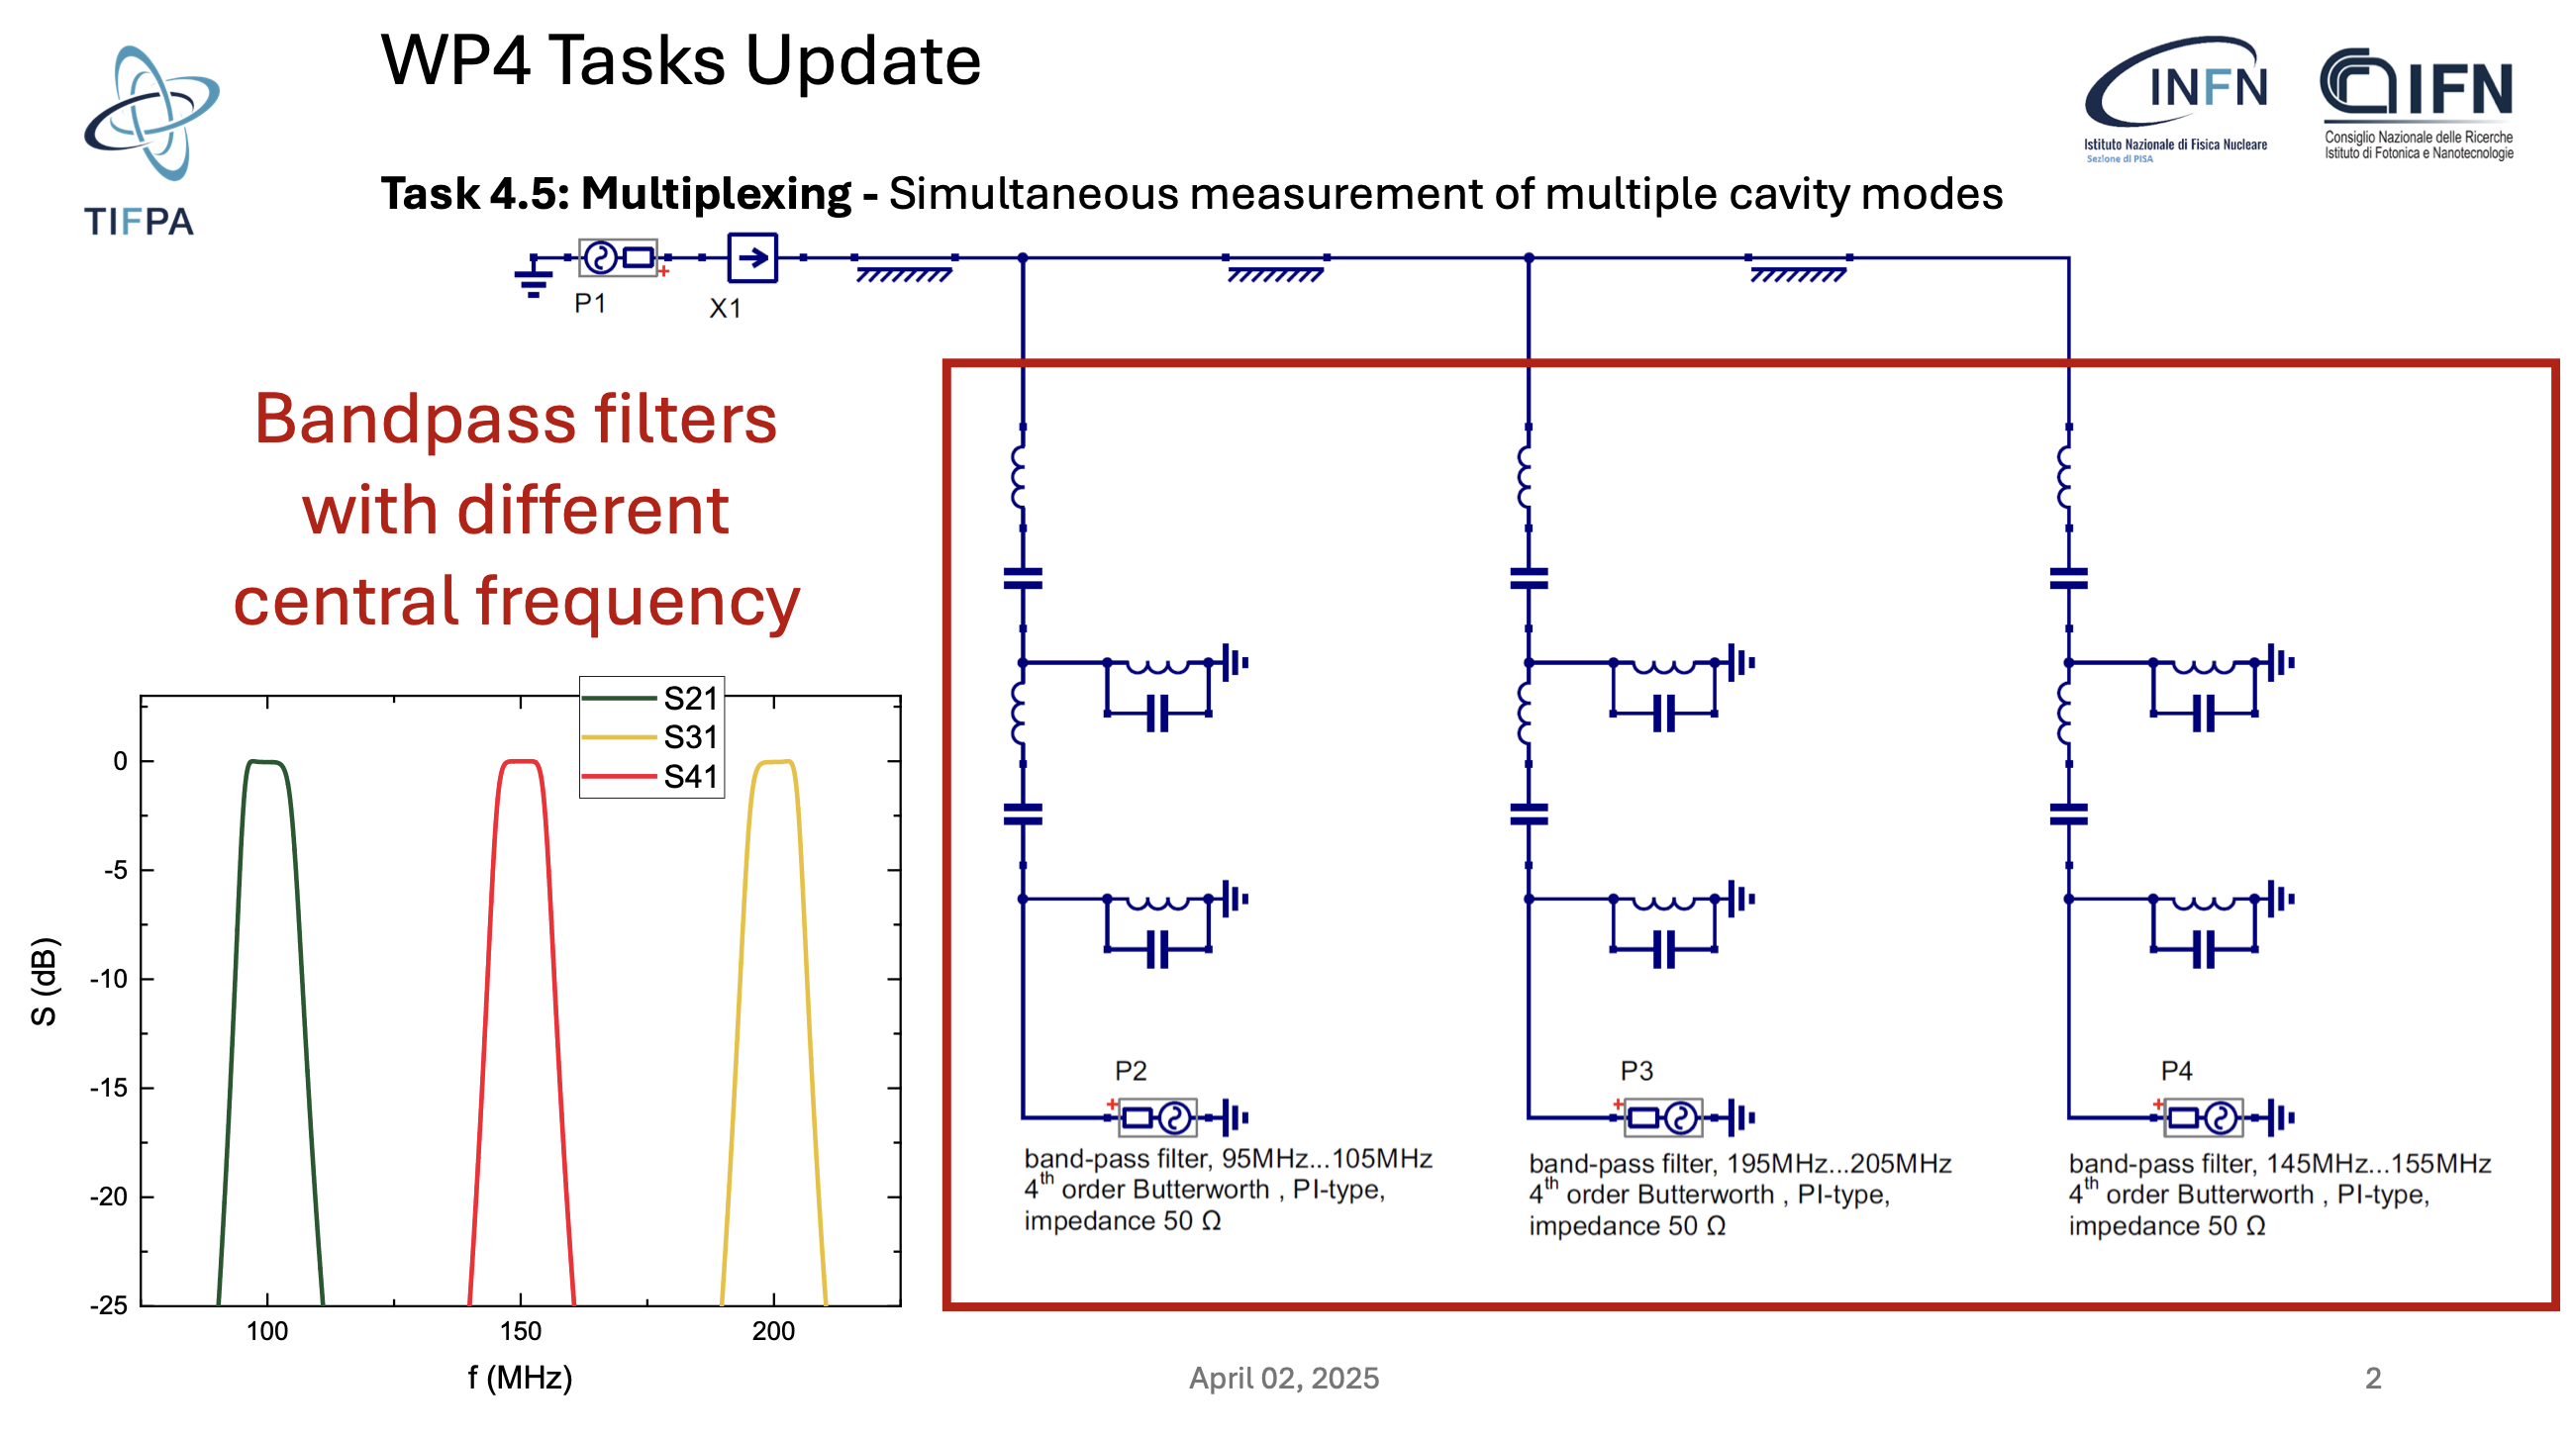 WP4 Tasks Update
TIFPA
INFN
Istituto Nazionale di Fisica Nucleare
Sezione di PISA
IFN
Consiglio Nazionale delle Ricerche
Istituto di Fotonica e Nanotecnologie
Task 4.5: Multiplexing - Simultaneous measurement of multiple cavity modes
P1
X1
Bandpass filters
with different
central frequency
S21
S31
S41
0
-5
-10
-15
-20
-25
S (dB)
100
150
200
f (MHz)
P2
band-pass filter, 95MHz...105MHz
4th order Butterworth , PI-type,
impedance 50 Ω
P3
band-pass filter, 195MHz...205MHz
4th order Butterworth , PI-type,
impedance 50 Ω
P4
band-pass filter, 145MHz...155MHz
4th order Butterworth , PI-type,
impedance 50 Ω
April 02, 2025
2